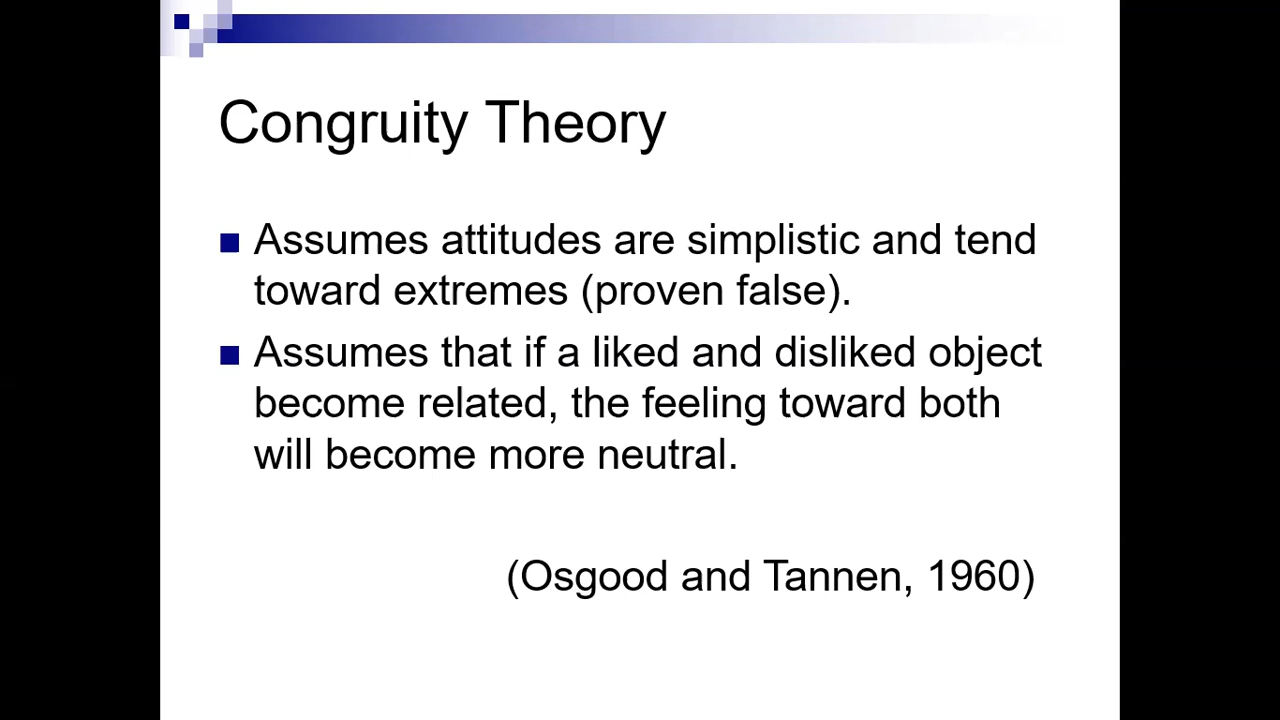 Congruity Theory
Assumes attitudes are simplistic and tend
toward extremes (proven false).
Assumes that if a liked and disliked object
become related, the feeling toward both
will become more neutral.
(Osgood and Tannen, 1960)